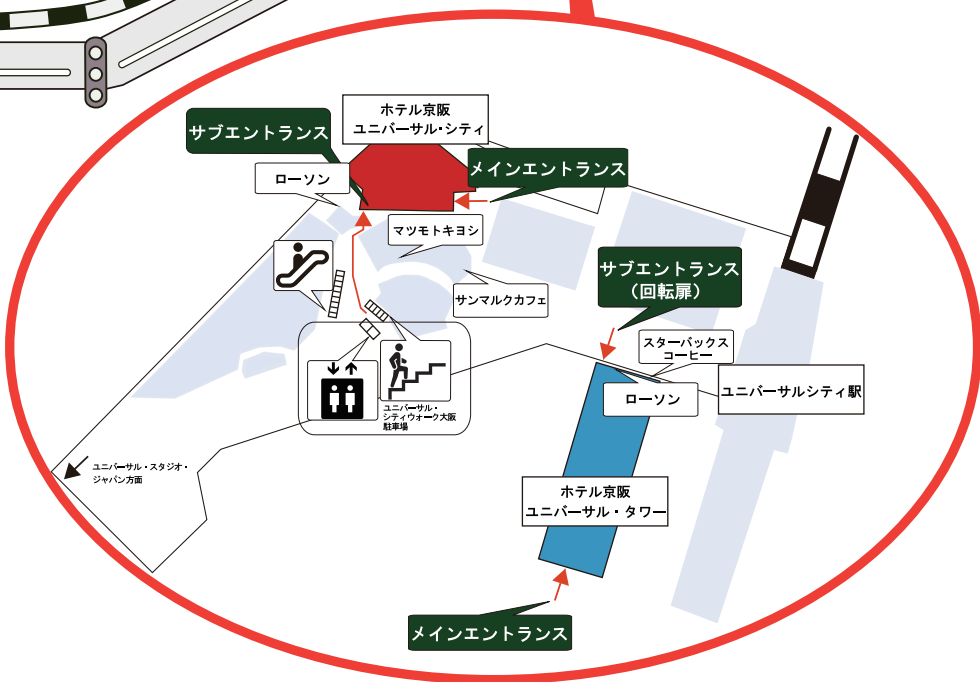 ホテル京阪
ユニバーサル・シティ
サブエントランス
メインエントランス
ローソン
マツモトキヨシ
サンマルクカフェ
サブエントランス
（回転扉）
スターバックス
コーヒー
ユニバーサルシティ駅
ローソン
ユニバーサル・
シティウォーク大阪
駐車場
ユニバーサル・スタジオ・
ジャパン方面
ホテル京阪
ユニバーサル・タワー
メインエントランス